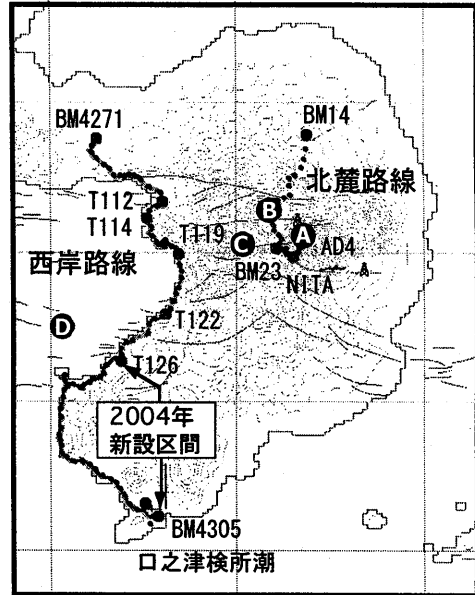 BM4271
BM14
北麓路線
T112
B
T114
A
T119
C
AD4
西岸路線
BM23
NITA
D
T122
T126
2004年
新設区間
BM4305
口之津検所潮